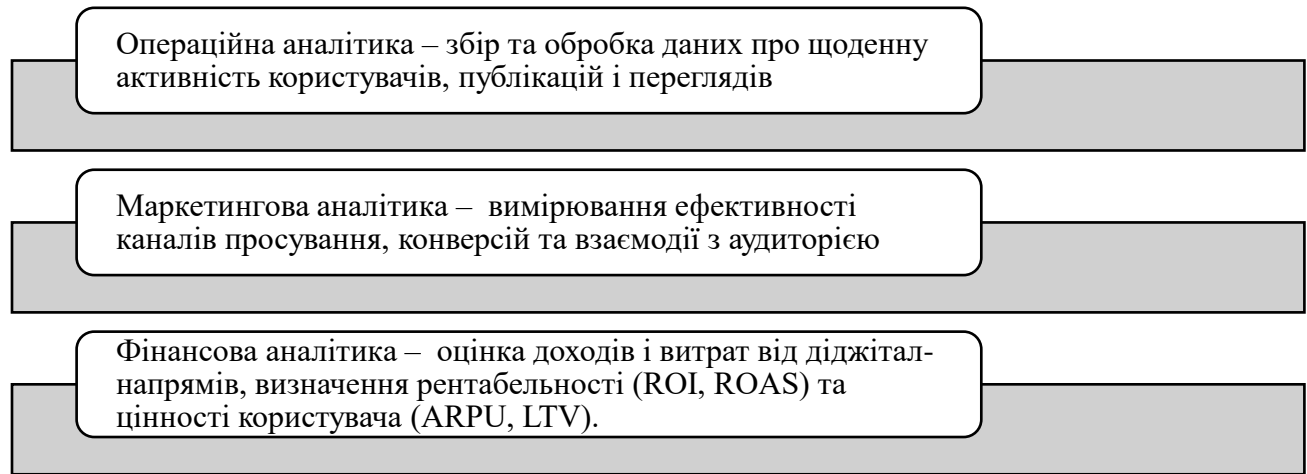 Операційна аналітика – збір та обробка даних про щоденну
активність користувачів, публікацій і переглядів
Маркетингова аналітика –  вимірювання ефективності
каналів просування, конверсій та взаємодії з аудиторією
Фінансова аналітика –  оцінка доходів і витрат від діджітал-
напрямів, визначення рентабельності (ROI, ROAS) та
цінності користувача (ARPU, LTV).